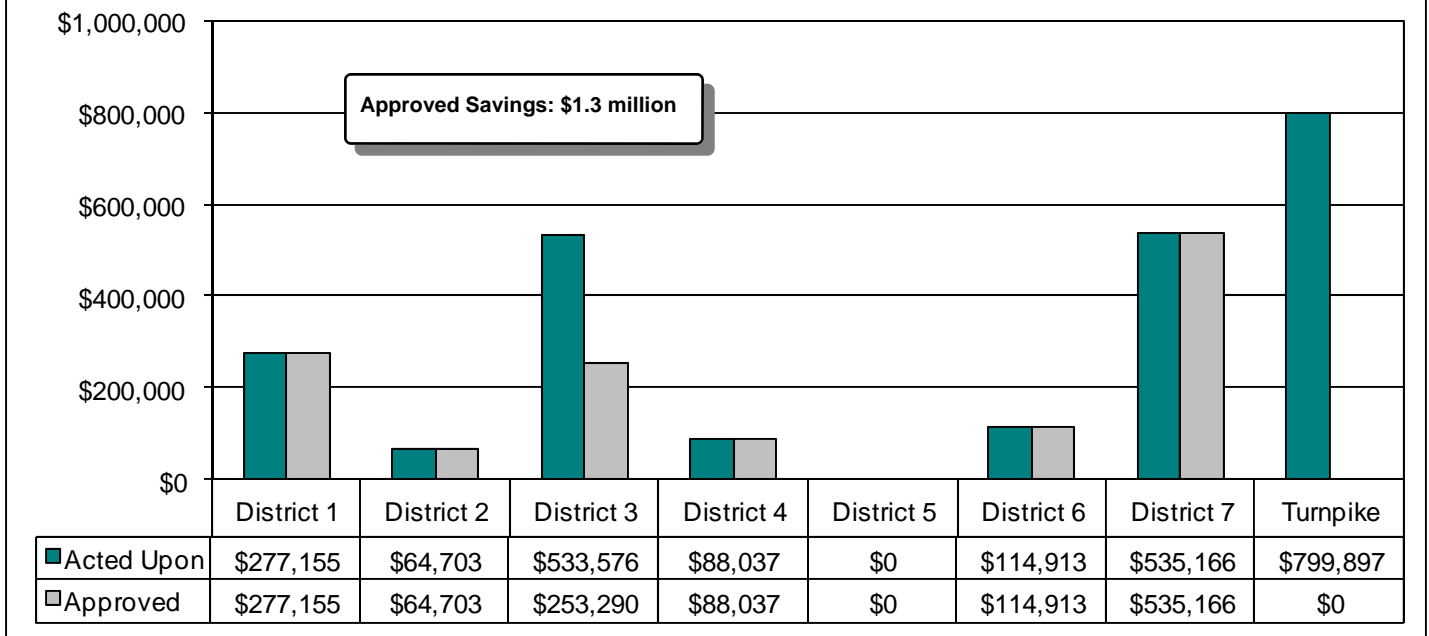 $1,000,000
Approved Savings: $1.3 million
$800,000
$600,000
$400,000
$200,000
$0
District 1 District 2 District 3 District 4 District 5 District 6 District 7 Turnpike
Acted Upon $277,155 $64,703 $533,576 $88,037 $0 $114,913 $535,166 $799,897
Approved $277,155 $64,703 $253,290 $88,037 $0 $114,913 $535,166 $0